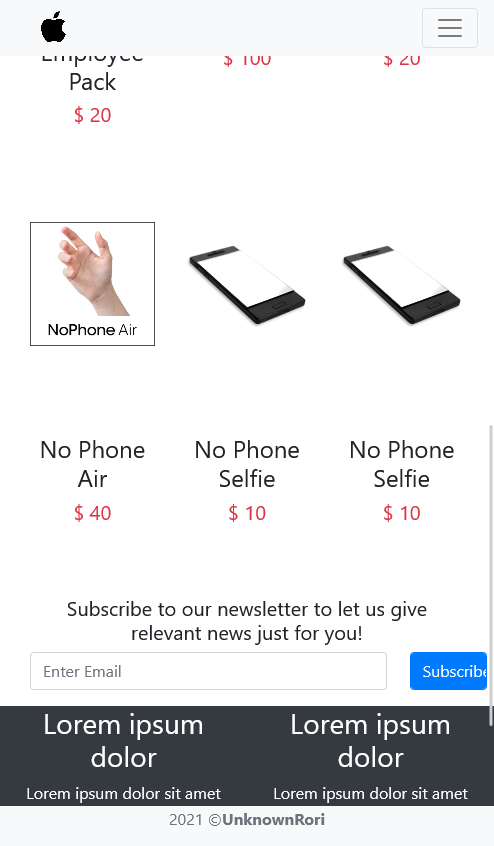 Employee
Pack
$ 20
$ 100
$ 20
NoPhone Air
No Phone
Air
$ 40
No Phone
Selfie
$ 10
No Phone
Selfie
$ 10
Subscribe to our newsletter to let us give
relevant news just for you!
Enter Email
Subscribe
Lorem ipsum
dolor
Lorem ipsum dolor sit amet
Lorem ipsum
dolor
Lorem ipsum dolor sit amet
2021 ©UnknownRori